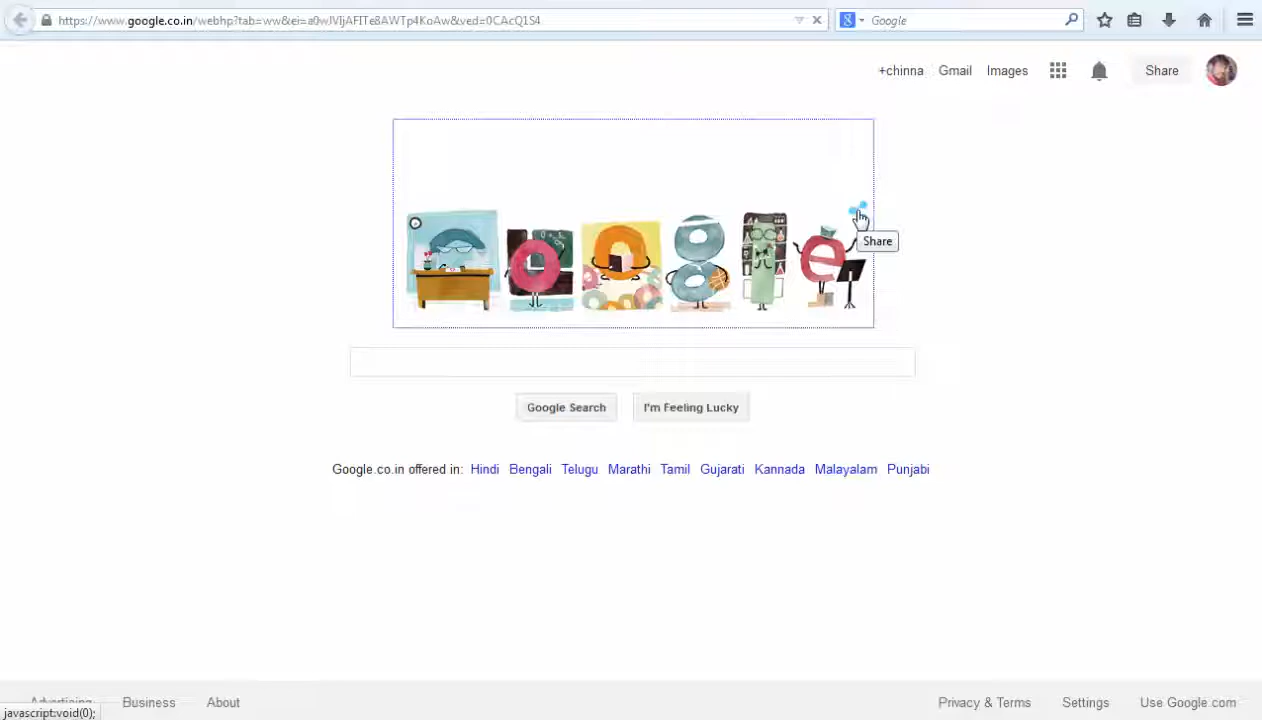 https://www.google.co.in/webhp?tab=ww&ei=a0wJVIjAFITe8AWTp4KoAw&ved=0CAcQ1S4
Google
+chinna Gmail Images Share
Share
Google Search I'm Feeling Lucky
Google.co.in offered in: Hindi Bengali Telugu Marathi Tamil Gujarati Kannada Malayalam Punjabi
Advertising Business About Privacy & Terms Settings Use Google.com
javascript:void(0);